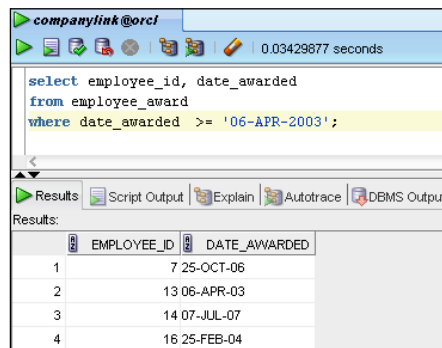 companylink@orcl
0.03429877 seconds
select employee_id, date_awarded
from employee_award
where date_awarded >= '06-APR-2003';
Results Script Output Explain Autotrace DBMS Outpu
Results:
EMPLOYEE_ID DATE_AWARDED
1 7 25-OCT-06
2 13 06-APR-03
3 14 07-JUL-07
4 16 25-FEB-04